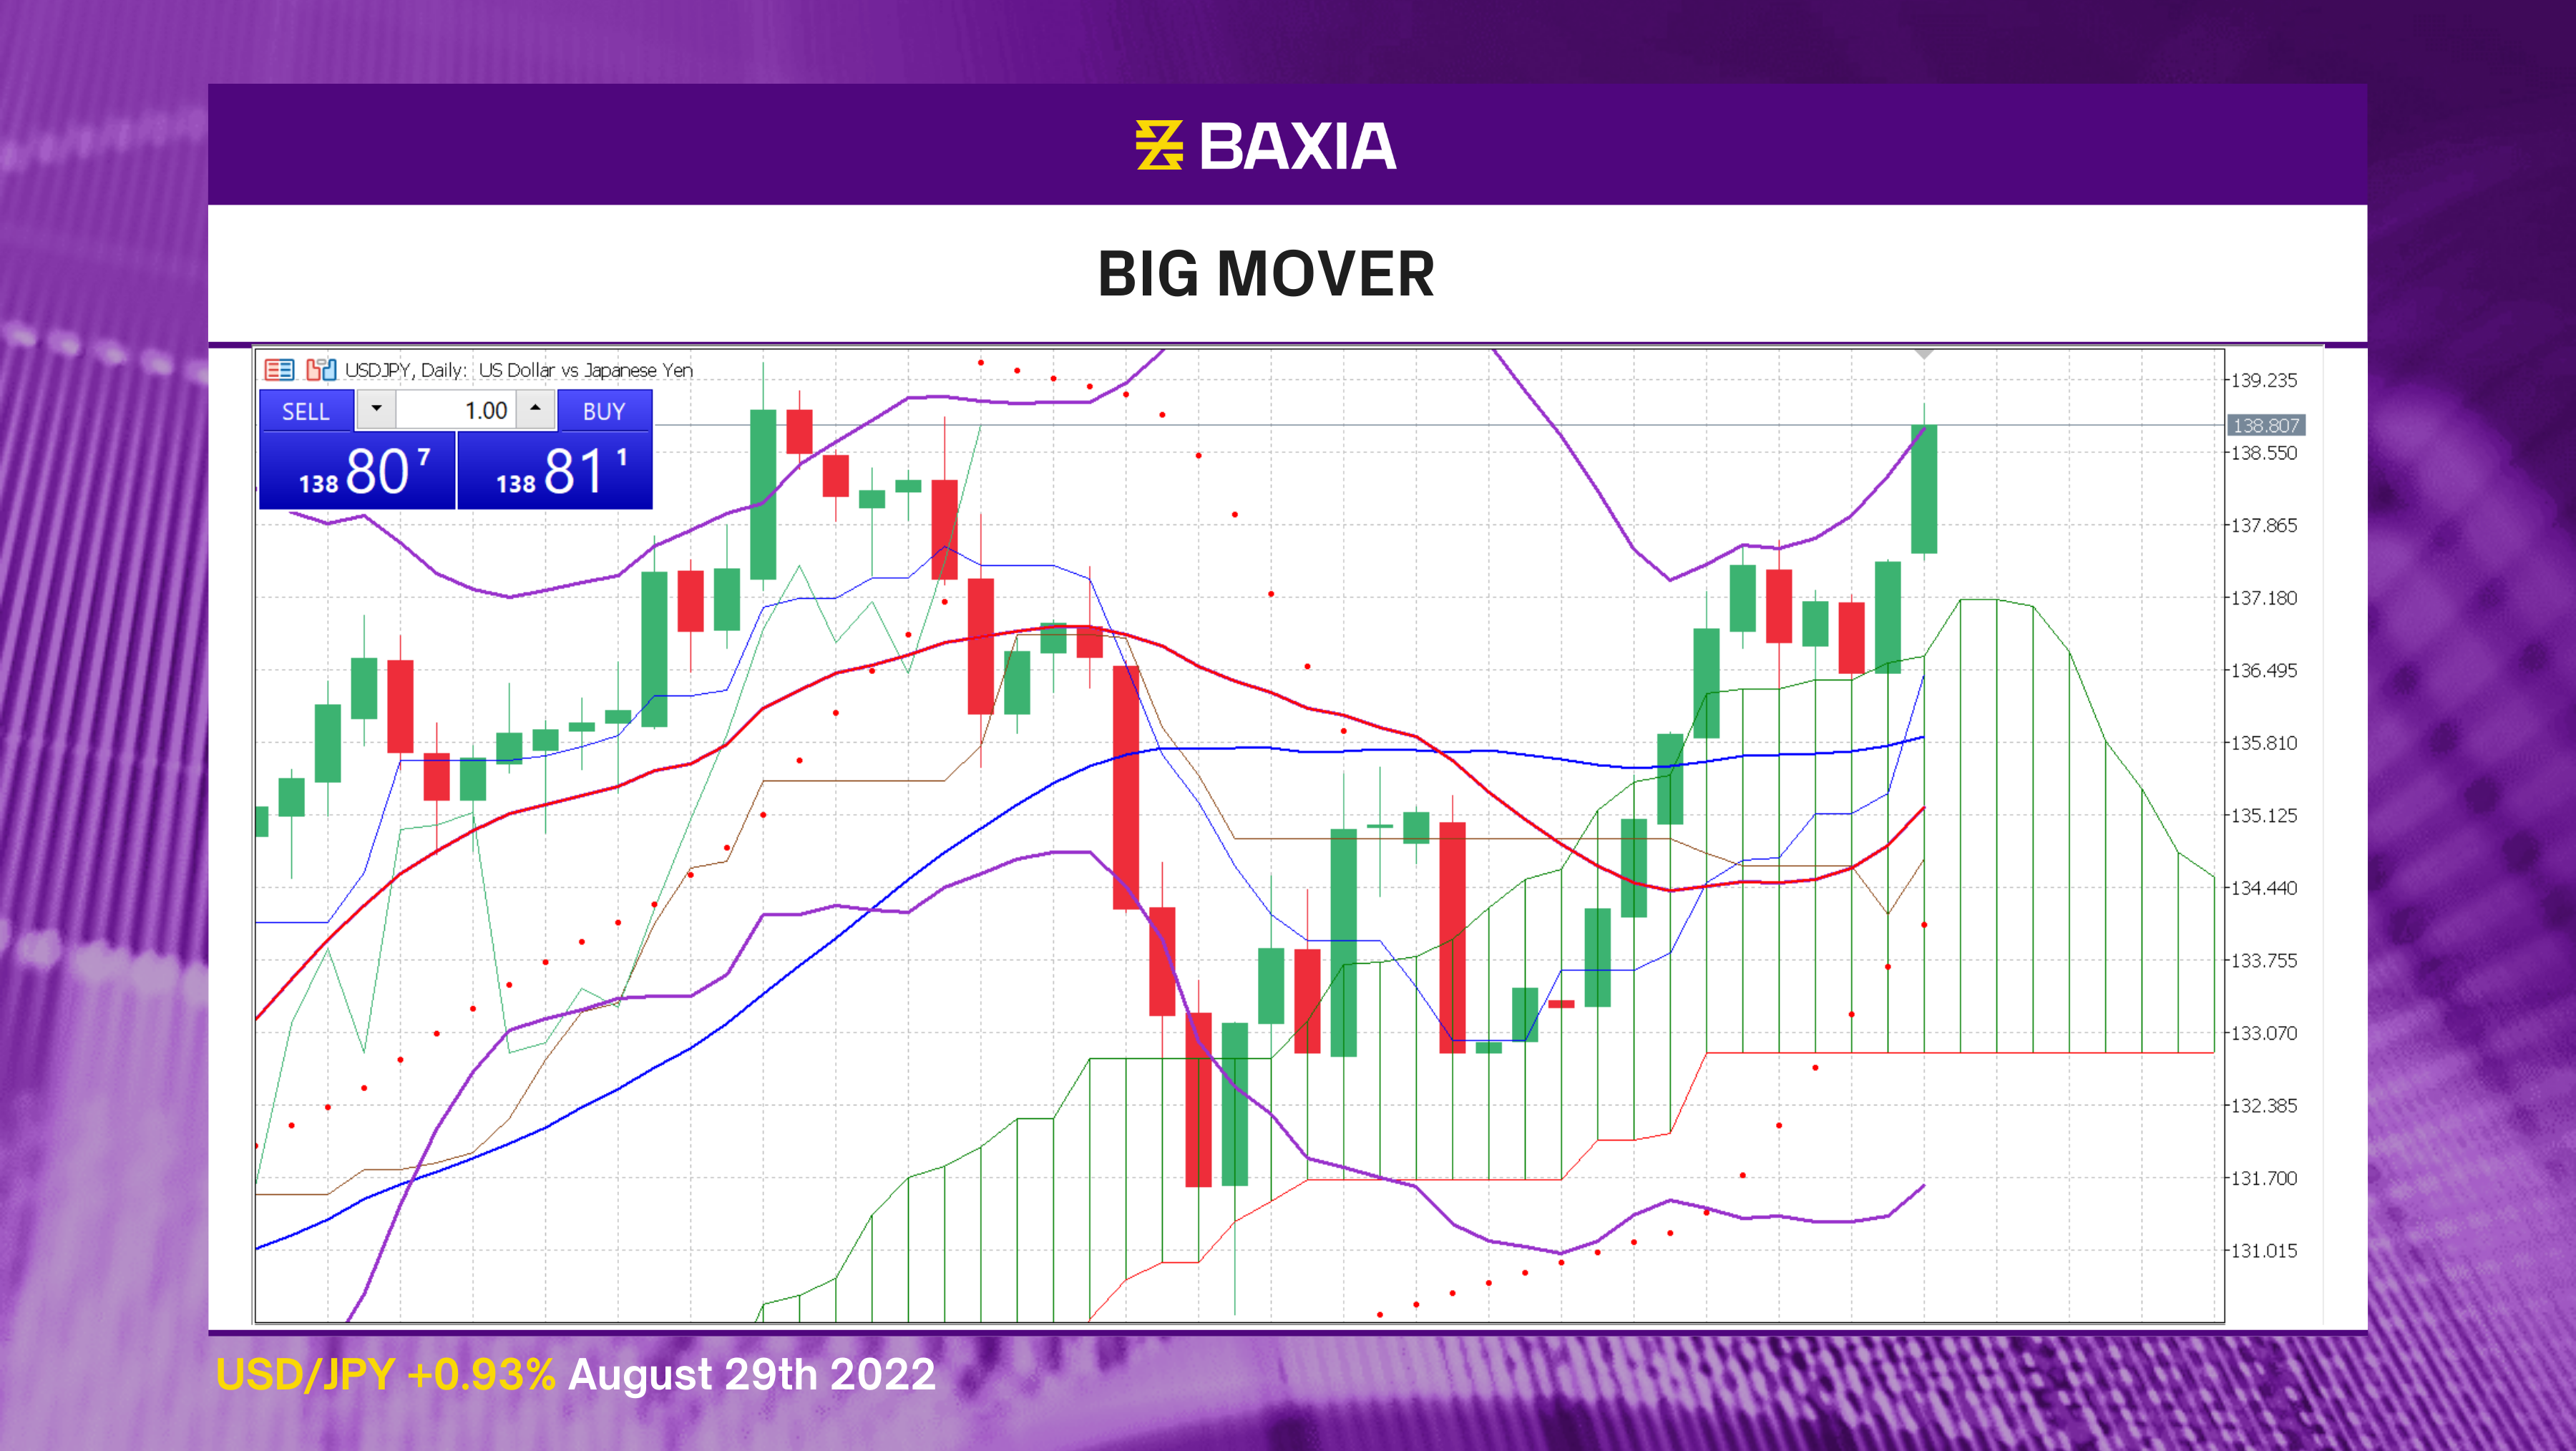 BAXIA
BIG MOVER
USDJPY, Daily: US Dollar vs Japanese Yen
SELL 1.00 BUY
138 80 7 138 81 1
139.235
138.807
138.550
137.865
137.180
136.495
135.810
135.125
134.440
133.755
133.070
132.385
131.700
131.015
USD/JPY +0.93% August 29th 2022